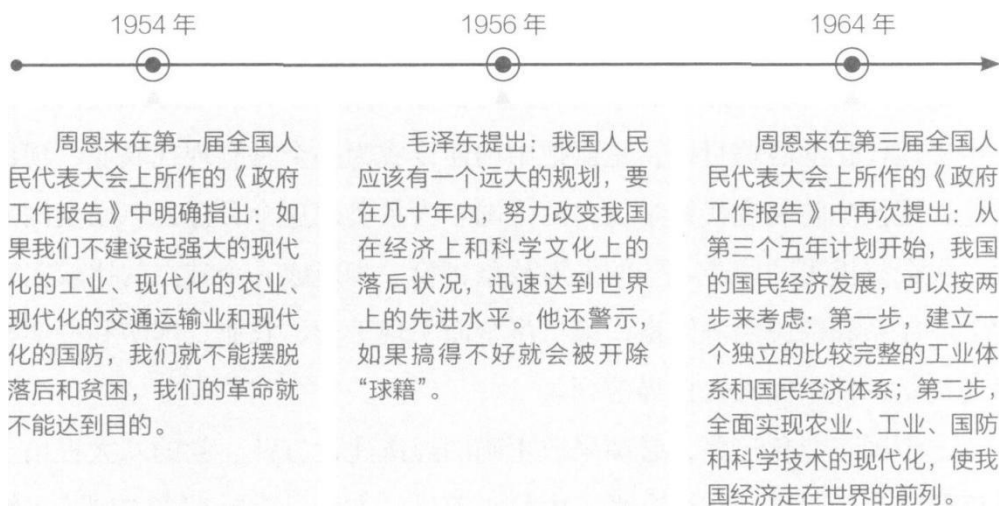 1954 年
1956 年
1964 年
周恩来在第一届全国人
民代表大会上所作的《政府
工作报告》中明确指出：如
果我们不建设起强大的现代
化的工业、现代化的农业、
现代化的交通运输业和现代
化的国防，我们就不能摆脱
落后和贫困，我们的革命就
不能达到目的。
毛泽东提出：我国人民
应该有一个远大的规划，要
在几十年内，努力改变我国
在经济上和科学文化上的
落后状况，迅速达到世界
上的先进水平。他还警示，
如果搞得不好就会被开除
“球籍”。
周恩来在第三届全国人
民代表大会上所作的《政府
工作报告》中再次提出：从
第三个五年计划开始，我国
的国民经济发展，可以按两
步来考虑：第一步，建立一
个独立的比较完整的工业体
系和国民经济体系；第二步，
全面实现农业、工业、国防
和科学技术的现代化，使我
国经济走在世界的前列。